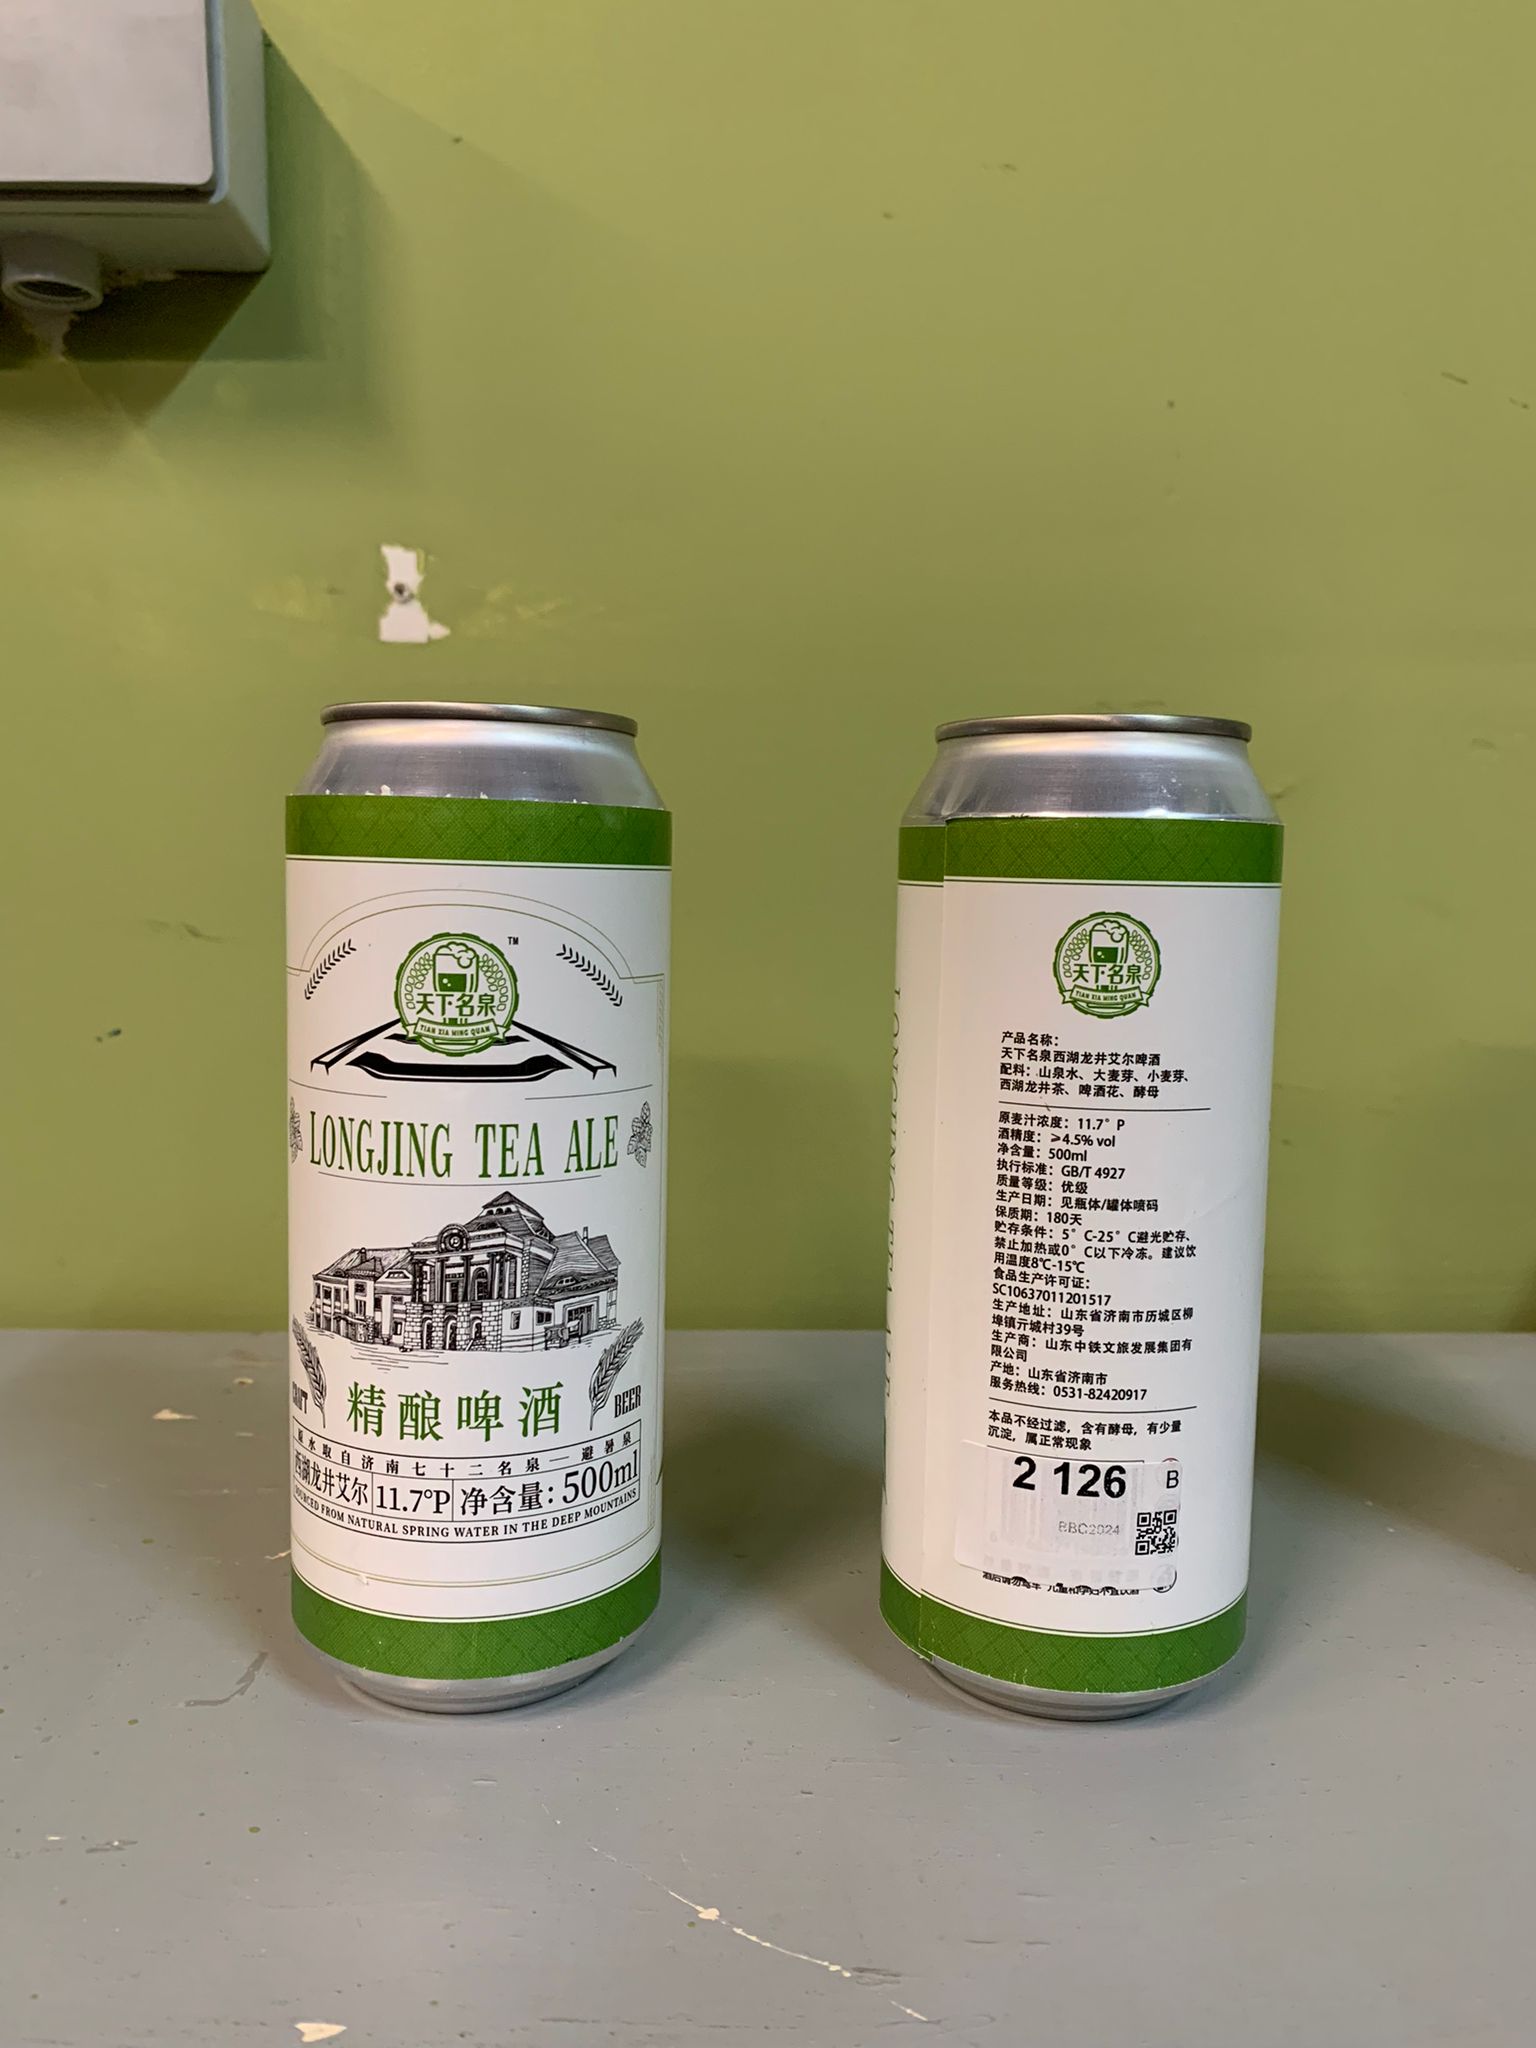 天下名泉
TM
TIAN XIA MING QUAN
LONGJING TEA ALE
CRAFT
精酿啤酒
BEER
原水取自济南七十二名泉—避暑泉
西湖龙井艾尔
11.7°P
净含量：500ml
SOURCED FROM NATURAL SPRING WATER IN THE DEEP MOUNTAINS
天下名泉
TIAN XIA MING QUAN
LONGJING TEA ALE
产品名称：
天下名泉西湖龙井艾尔啤酒
配料：山泉水、大麦芽、小麦芽、
西湖龙井茶、啤酒花、酵母
原麦汁浓度：11.7°P
酒精度：≥4.5% vol
净含量：500ml
执行标准：GB/T 4927
质量等级：优级
生产日期：见瓶体/罐体喷码
保质期：180天
贮存条件：5°C-25°C避光贮存、
禁止加热或0°C以下冷冻。建议饮
用温度8℃-15℃
食品生产许可证：
SC10637011201517
生产地址：山东省济南市历城区柳
埠镇亓城村39号
生产商：山东中铁文旅发展集团有
限公司
产地：山东省济南市
服务热线：0531-82420917
本品不经过滤，含有酵母，有少量
沉淀，属正常现象
2 126
B
BBC2024